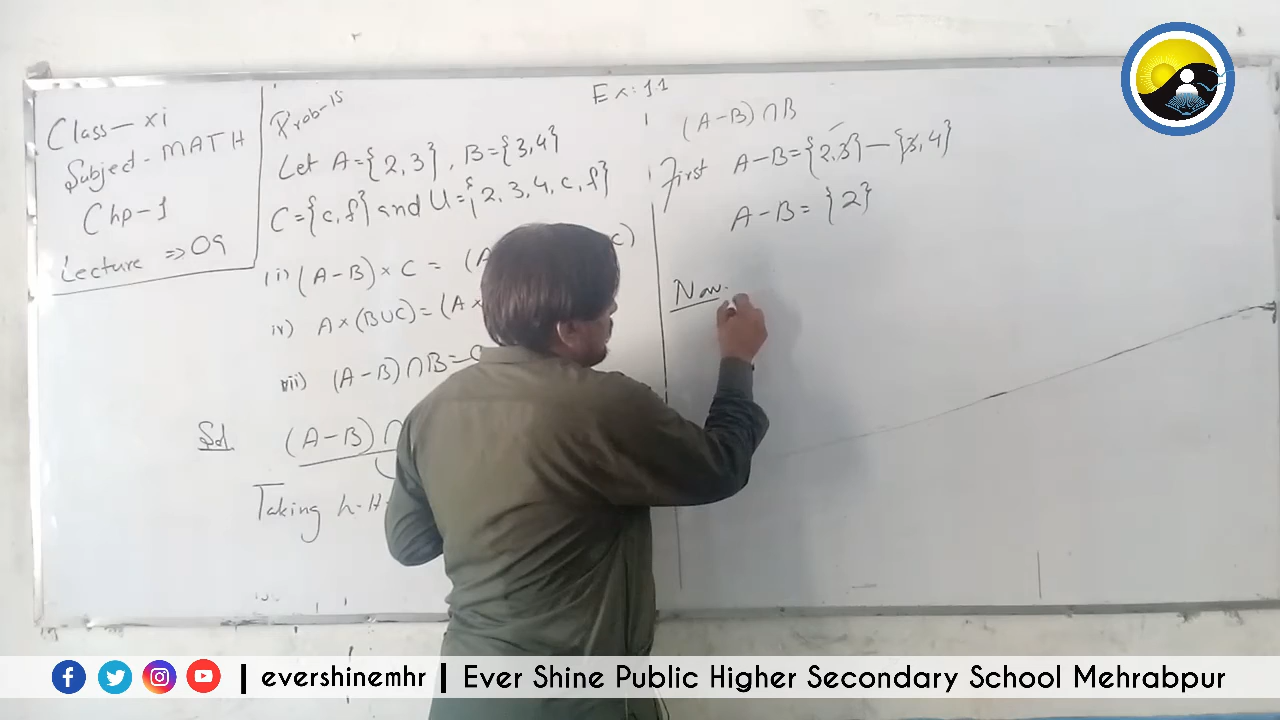 Class – xi
Subject - MATH
Chp-1
Lecture ⇒ 09
Ex: 1.1
Prob-15
Let A={2,3}, B={3,4}
C={c,f} and U={2,3,4,c,f}
(A-B)×C = (A C)
iv) A×(BUC)=(A×
(A-B)∩B=
Sol
(A-B)∩
Taking
(A-B)∩B
First A-B={2,3}-{3,4}
A-B={2}
Now
| evershinemhr | Ever Shine Public Higher Secondary School Mehrabpur